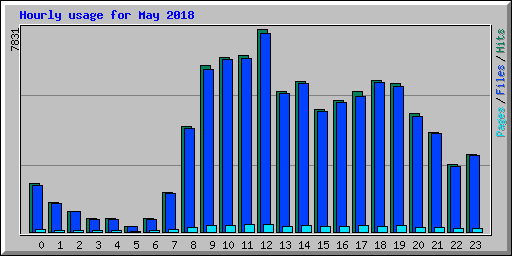 Hourly usage for May 2018
7831
Pages/Files/Hits
0 1 2 3 4 5 6 7 8 9 10 11 12 13 14 15 16 17 18 19 20 21 22 23